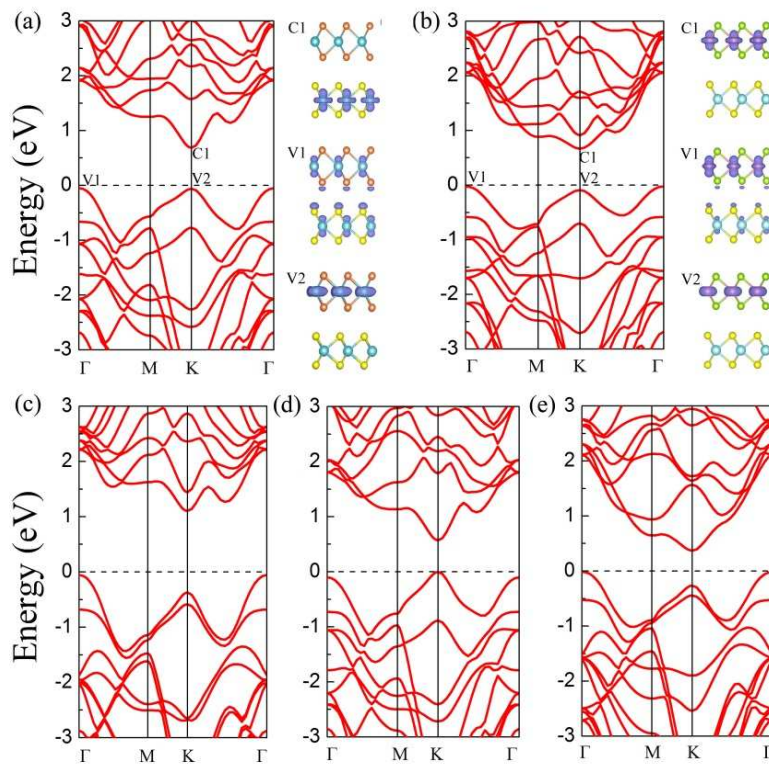 (a)
Energy (eV)
3
2
1
0
-1
-2
-3
V1
C1
V2
Γ
M
K
Γ
C1
V1
V2
(b)
3
2
1
0
-1
-2
-3
V1
C1
V2
Γ
M
K
Γ
C1
V1
V2
(c)
Energy (eV)
3
2
1
0
-1
-2
-3
Γ
M
K
Γ
(d)
3
2
1
0
-1
-2
-3
Γ
M
K
Γ
(e)
3
2
1
0
-1
-2
-3
Γ
M
K
Γ